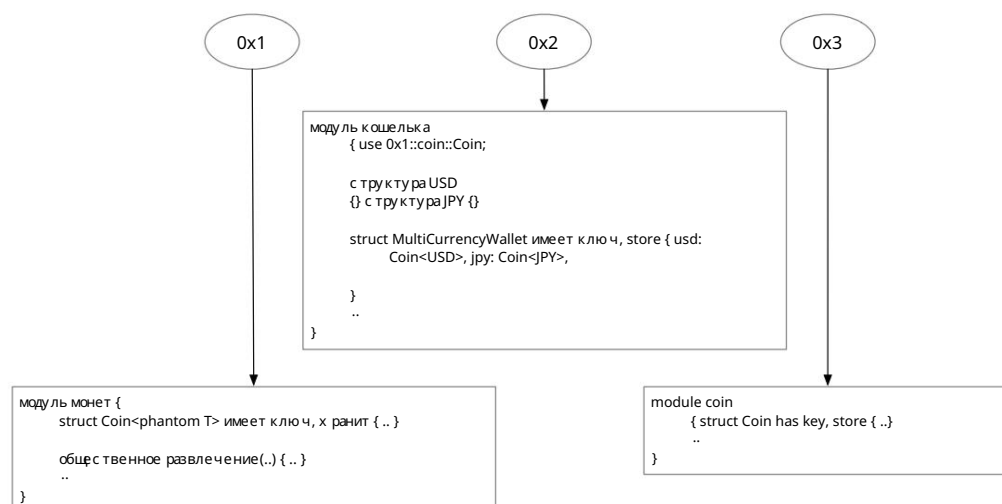 0x1
0x2
0x3
модуль кошелька
{ use 0x1::coin::Coin;
структура USD
{} структура JPY {}
struct MultiCurrencyWallet имеет ключ, store { usd:
Coin<USD>, jpy: Coin<JPY>,
}
..
}
модуль монет {
struct Coin<phantom T> имеет ключ, хранит { .. }
общественное развлечение(..) { .. }
..
}
module coin
{ struct Coin has key, store { ..}
..
}